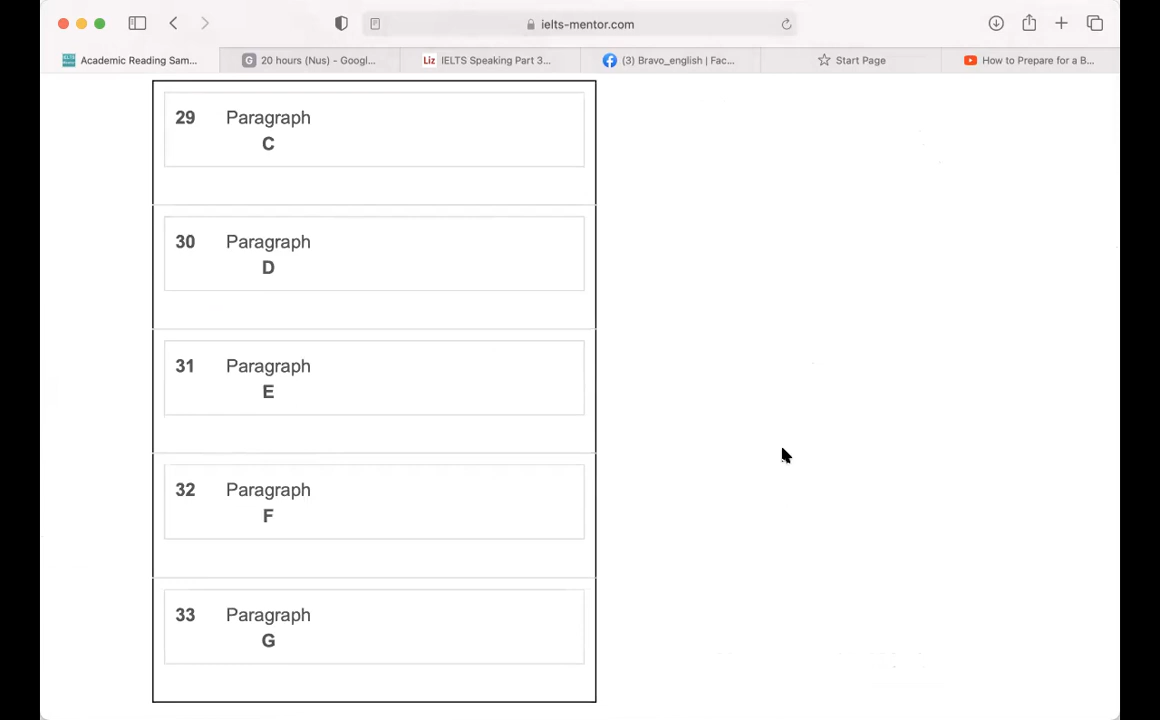 ielts-mentor.com
Academic Reading Sam...
G 20 hours (Nus) - Googl...
Liz IELTS Speaking Part 3...
(3) Bravo_english | Fac...
Start Page
How to Prepare for a B...
29 Paragraph
C
30 Paragraph
D
31 Paragraph
E
32 Paragraph
F
33 Paragraph
G